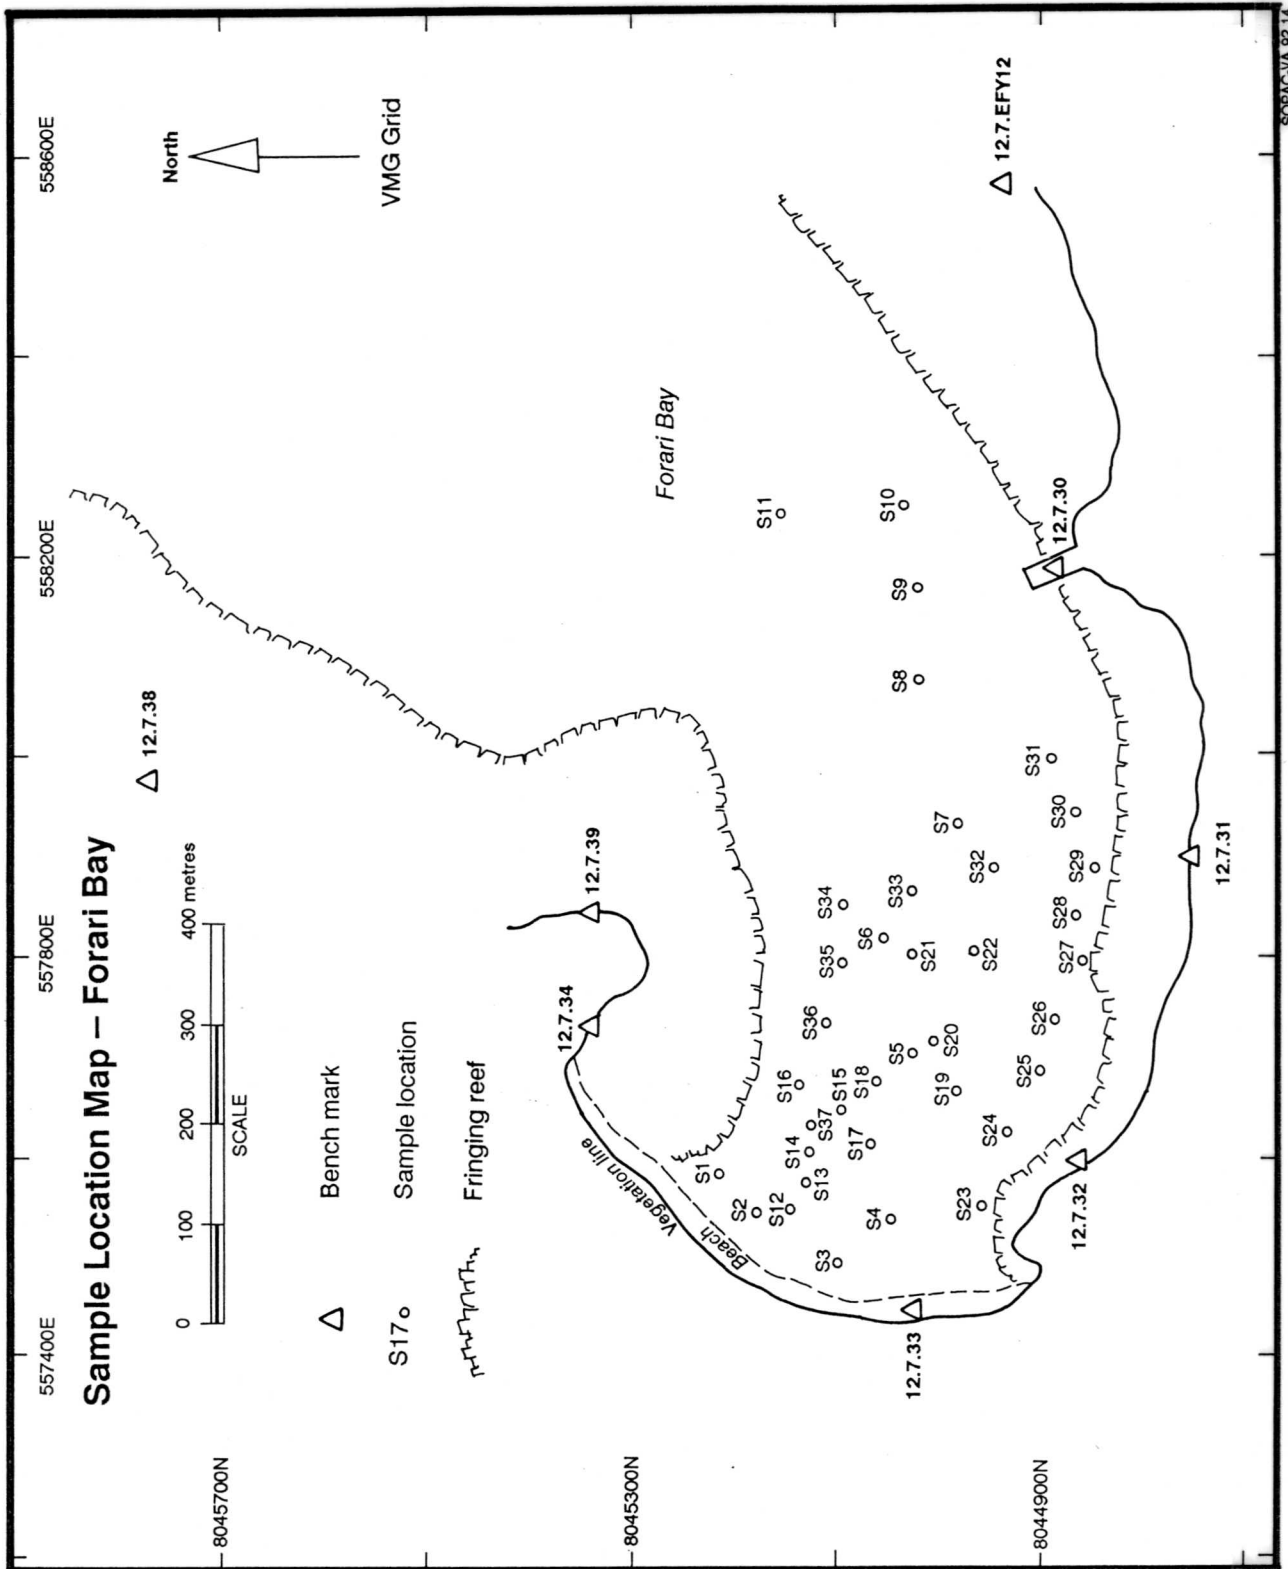 Sample Location Map — Forari Bay
557400E
557800E
558200E
558600E
8045700N
8045300N
8044900N
North
VMG Grid
0
100
200
300
400 metres
SCALE
Bench mark
S17
Sample location
Fringing reef
12.7.38
12.7.39
12.7.34
Vegetation line
Beach
Forari Bay
S1
S2
S12
S13
S14
S37
S15
S16
S36
S35
S34
S11
S3
S4
S17
S18
S5
S6
S33
S21
S20
S19
S7
S8
S9
S10
S23
S24
S25
S26
S22
S32
S27
S28
S29
S30
S31
12.7.33
12.7.32
12.7.31
12.7.30
12.7.EFY12